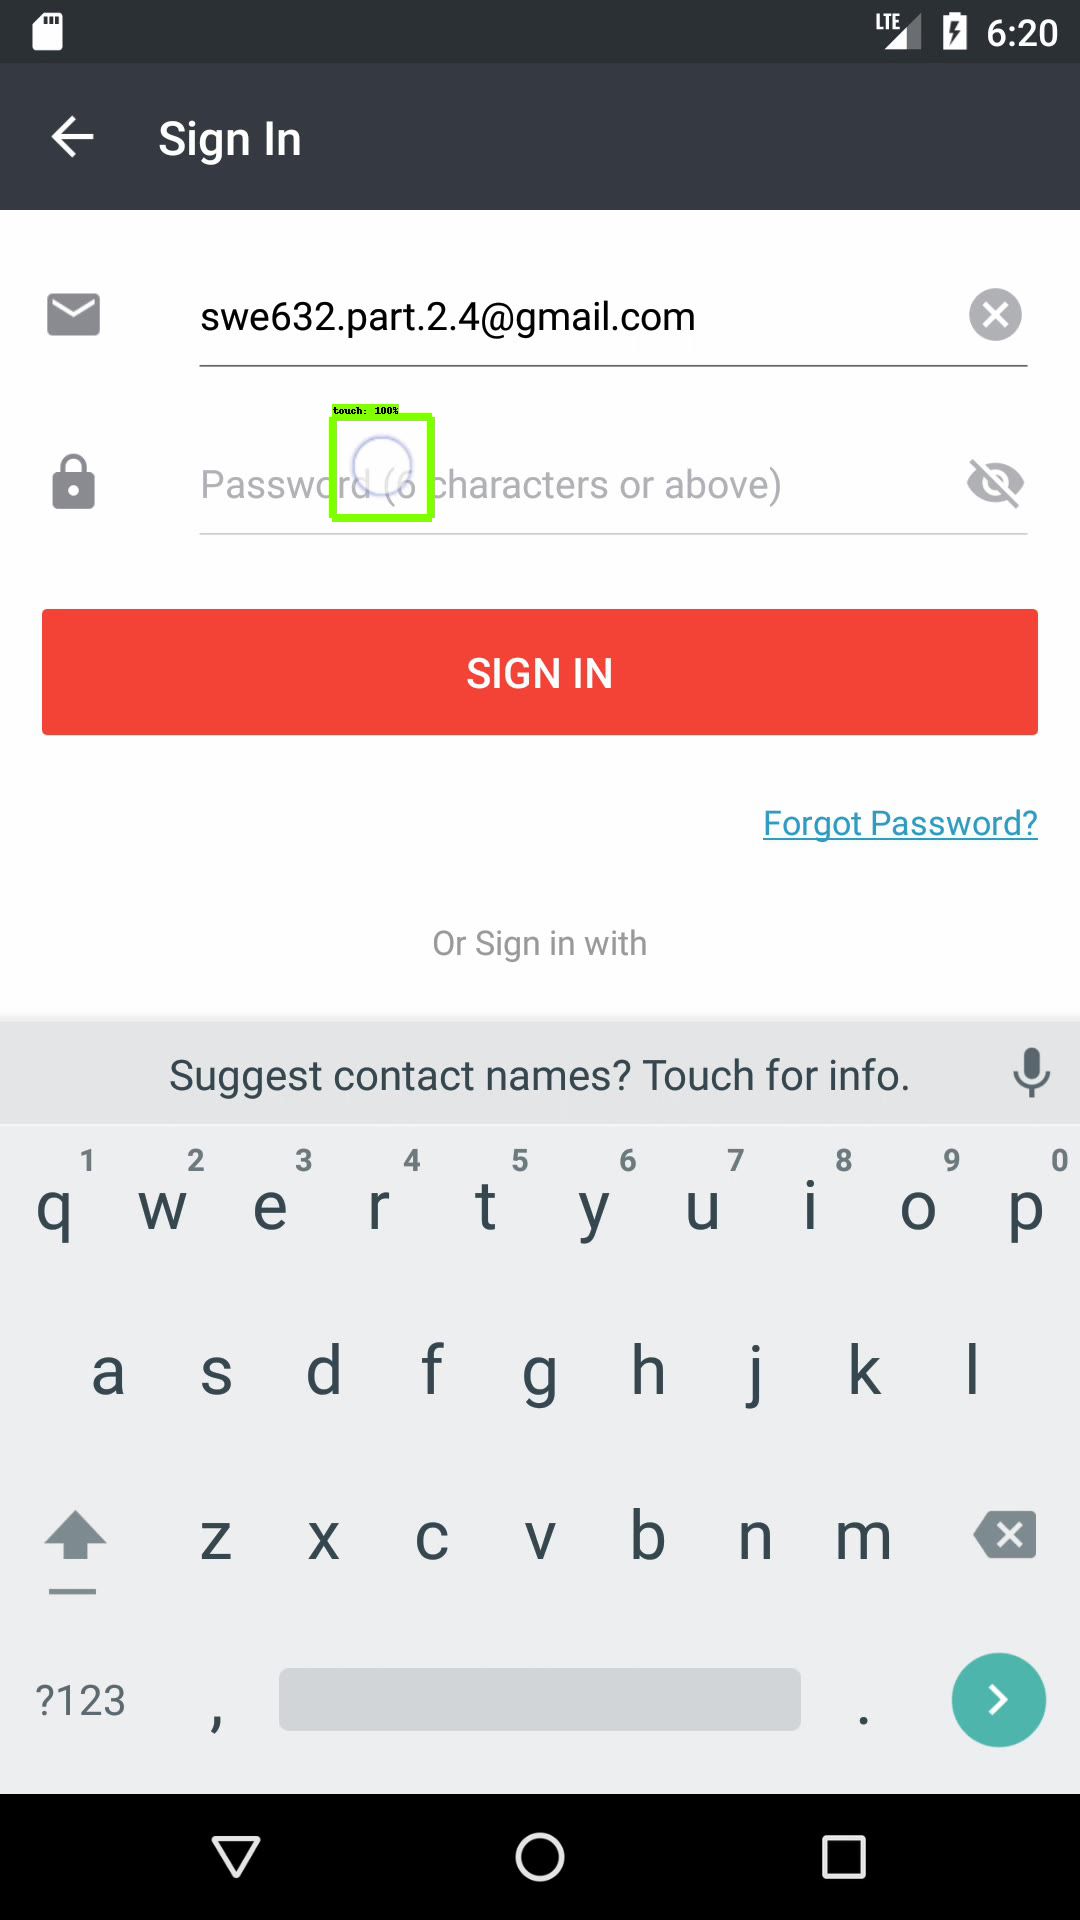 LTE 6:20
Sign In
swe632.part.2.4@gmail.com
touch: 100%
Password (6 characters or above)
SIGN IN
Forgot Password?
Or Sign in with
Suggest contact names? Touch for info.
1 2 3 4 5 6 7 8 9 0
q w e r t y u i o p
a s d f g h j k l
z x c v b n m
?123 , .